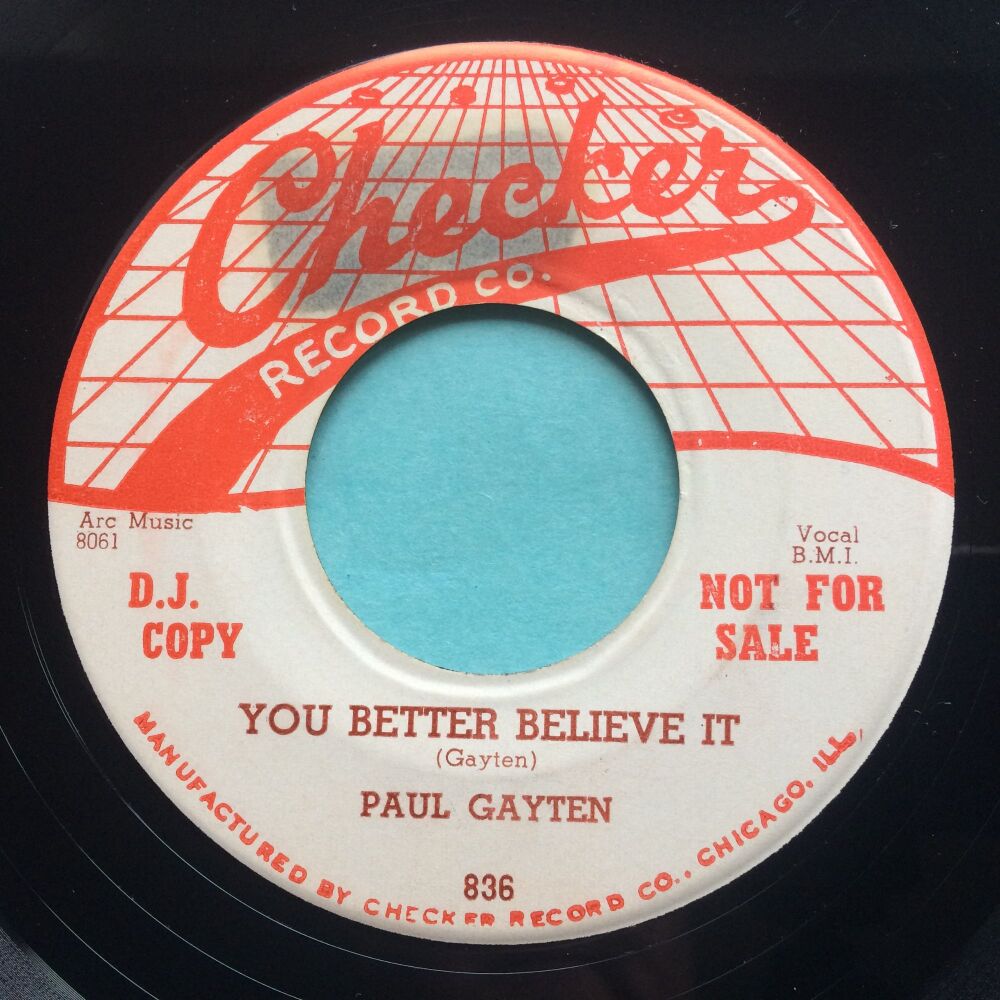 Checker
RECORD CO.
Arc Music
8061
Vocal
B.M.I.
D.J.
COPY
NOT FOR
SALE
YOU BETTER BELIEVE IT
(Gayten)
PAUL GAYTEN
836
MANUFACTURED BY CHECKER RECORD CO., CHICAGO, ILL.